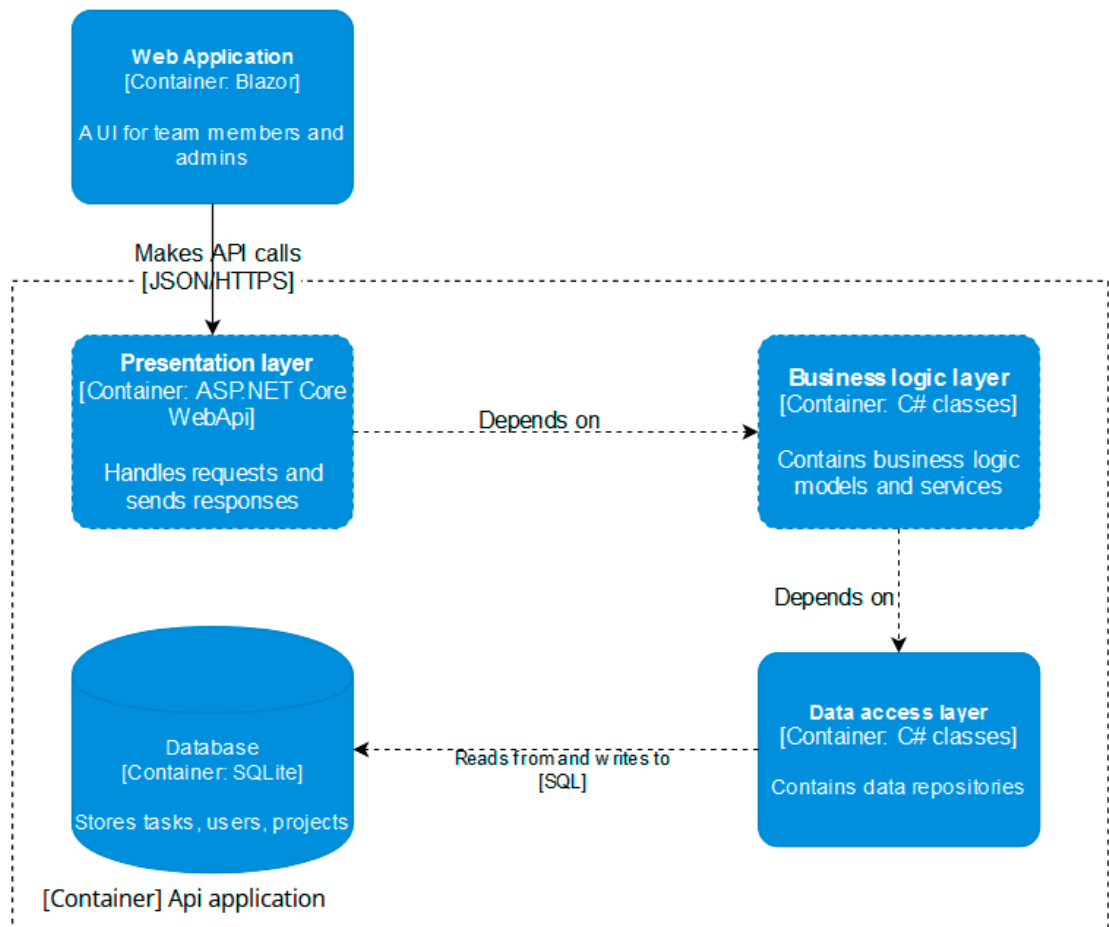 Web Application
[Container: Blazor]
A UI for team members and
admins
Makes API calls
[JSON/HTTPS]
Presentation layer
[Container: ASP.NET Core
WebApi]
Handles requests and
sends responses
Depends on
Business logic layer
[Container: C# classes]
Contains business logic
models and services
Depends on
Data access layer
[Container: C# classes]
Contains data repositories
Reads from and writes to
[SQL]
Database
[Container: SQLite]
Stores tasks, users, projects
[Container] Api application